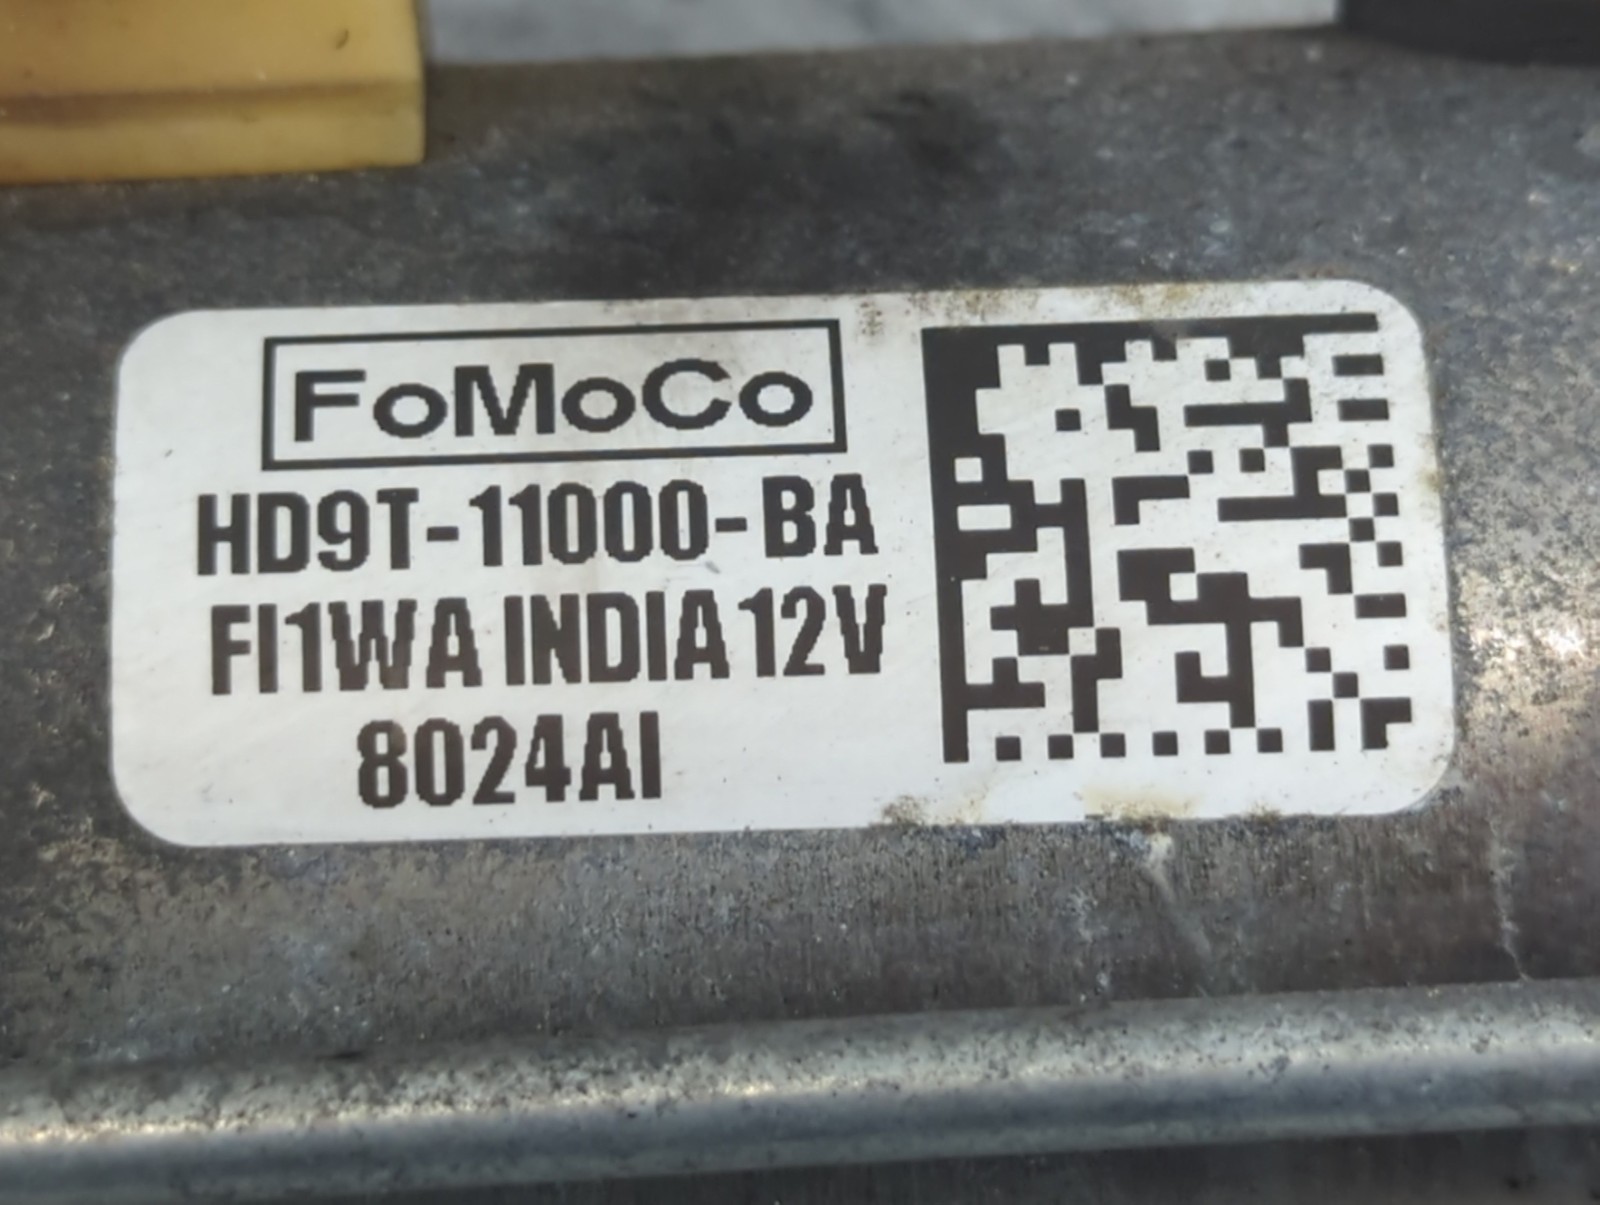 FoMoCo
HD9T-11000-BA
FI1WA INDIA 12V
8024AI